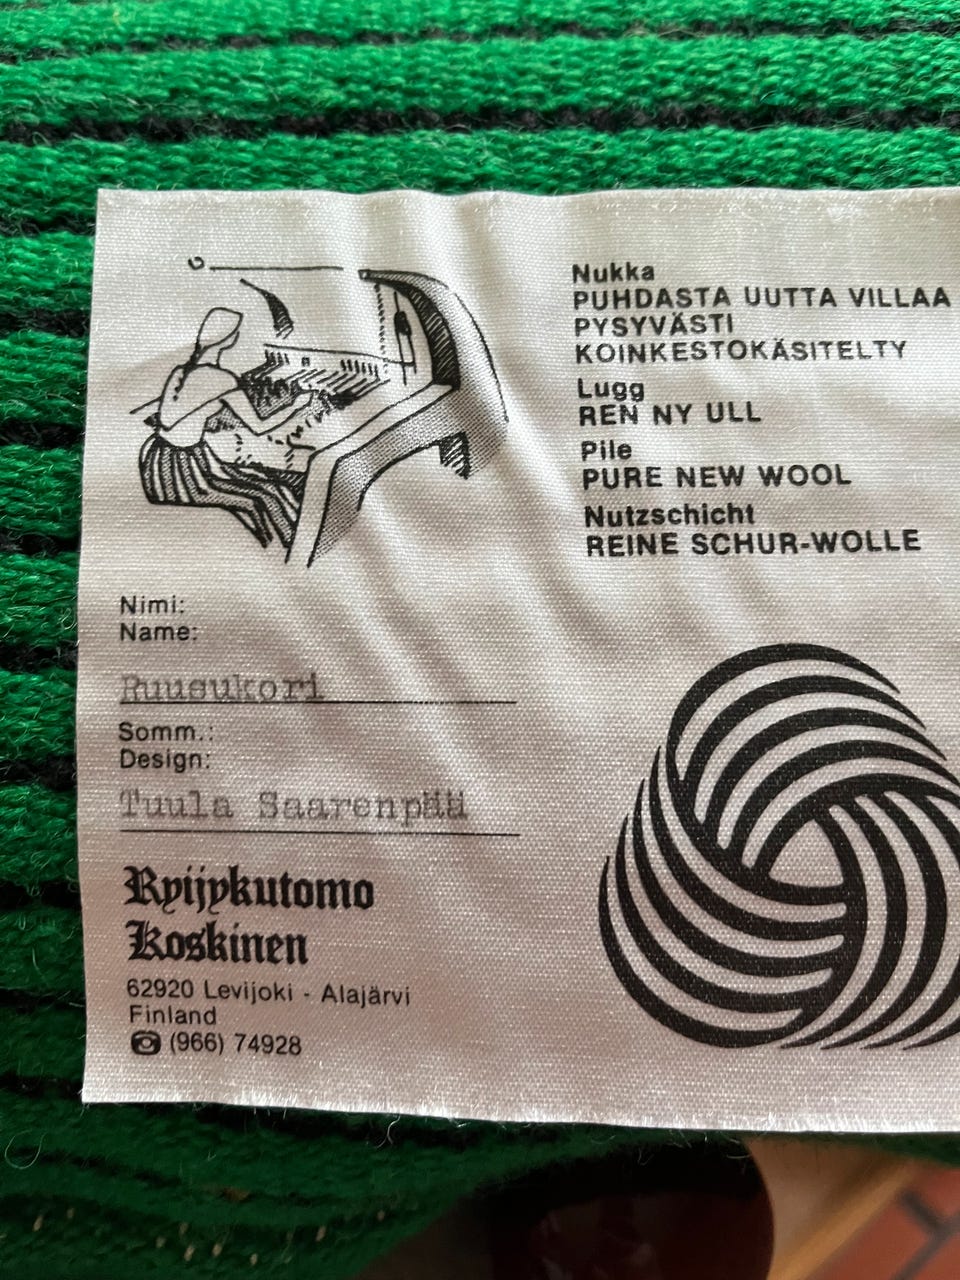 Nukka
PUHDASTA UUTTA VILLAA
PYSYVÄSTI
KOINKESTOKÄSITELTY
Lugg
REN NY ULL
Pile
PURE NEW WOOL
Nutzschicht
REINE SCHUR-WOLLE
Nimi:
Name:
Ruusukori
Somm.:
Design:
Tuula Saarenpää
Ryijykutomo
Koskinen
62920 Levijoki - Alajärvi
Finland
☎ (966) 74928